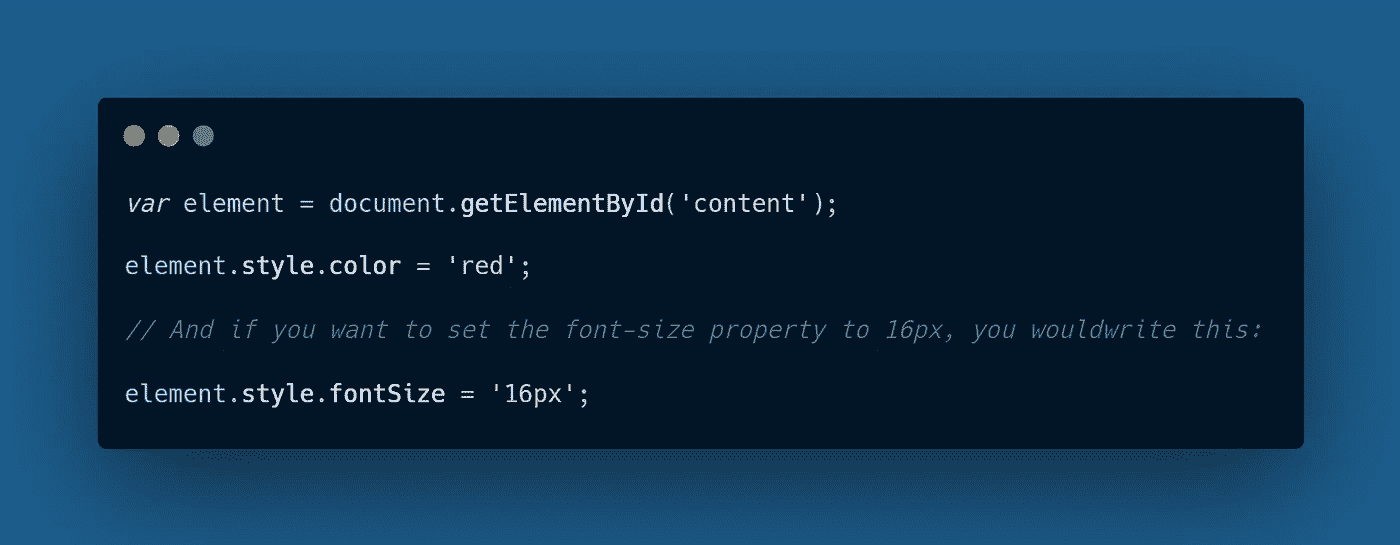 var element = document.getElementById('content');
element.style.color = 'red';
// And if you want to set the font-size property to 16px, you wouldwrite this:
element.style.fontSize = '16px';